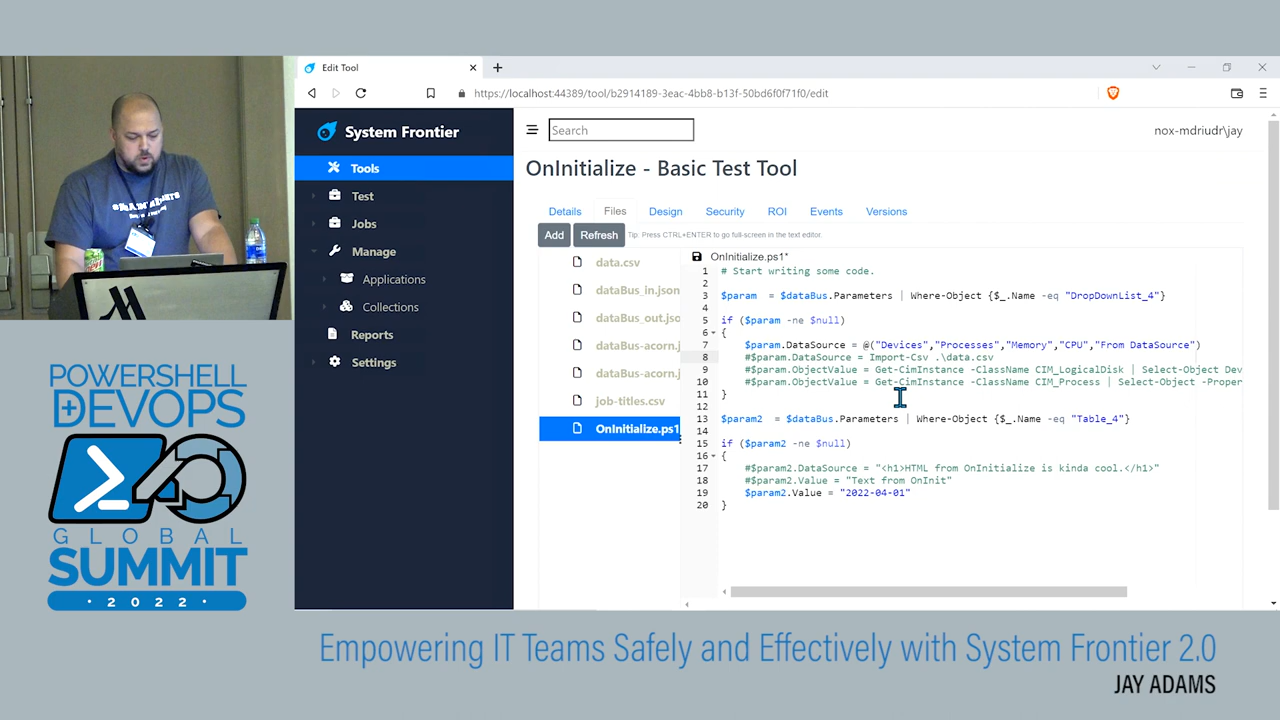 Edit Tool
https://localhost:44389/tool/b2914189-3eac-4bb8-b13f-50bd6f0f71f0/edit
System Frontier
Search
nox-mdriudr\jay
Tools
Test
Jobs
Manage
Applications
Collections
Reports
Settings
OnInitialize - Basic Test Tool
Details Files Design Security ROI Events Versions
Add Refresh Tip: Press CTRL+ENTER to go full-screen in the text editor.
data.csv
dataBus_in.json
dataBus_out.jso
dataBus-acorn.j
dataBus-acorn.j
job-titles.csv
OnInitialize.ps1
OnInitialize.ps1*
1 # Start writing some code.
2
3 $param = $dataBus.Parameters | Where-Object {$_.Name -eq "DropDownList_4"}
4
5 if ($param -ne $null)
6 {
7 $param.DataSource = @("Devices","Processes","Memory","CPU","From DataSource")
8 #$param.DataSource = Import-Csv .\data.csv
9 #$param.ObjectValue = Get-CimInstance -ClassName CIM_LogicalDisk | Select-Object Dev
10 #$param.ObjectValue = Get-CimInstance -ClassName CIM_Process | Select-Object -Proper
11 }
12
13 $param2 = $dataBus.Parameters | Where-Object {$_.Name -eq "Table_4"}
14
15 if ($param2 -ne $null)
16 {
17 #$param2.DataSource = "<h1>HTML from OnInitialize is kinda cool.</h1>"
18 #$param2.Value = "Text from OnInit"
19 $param2.Value = "2022-04-01"
20 }
POWERSHELL
DEVOPS
GLOBAL
SUMMIT
· 2022 ·
Empowering IT Teams Safely and Effectively with System Frontier 2.0
JAY ADAMS